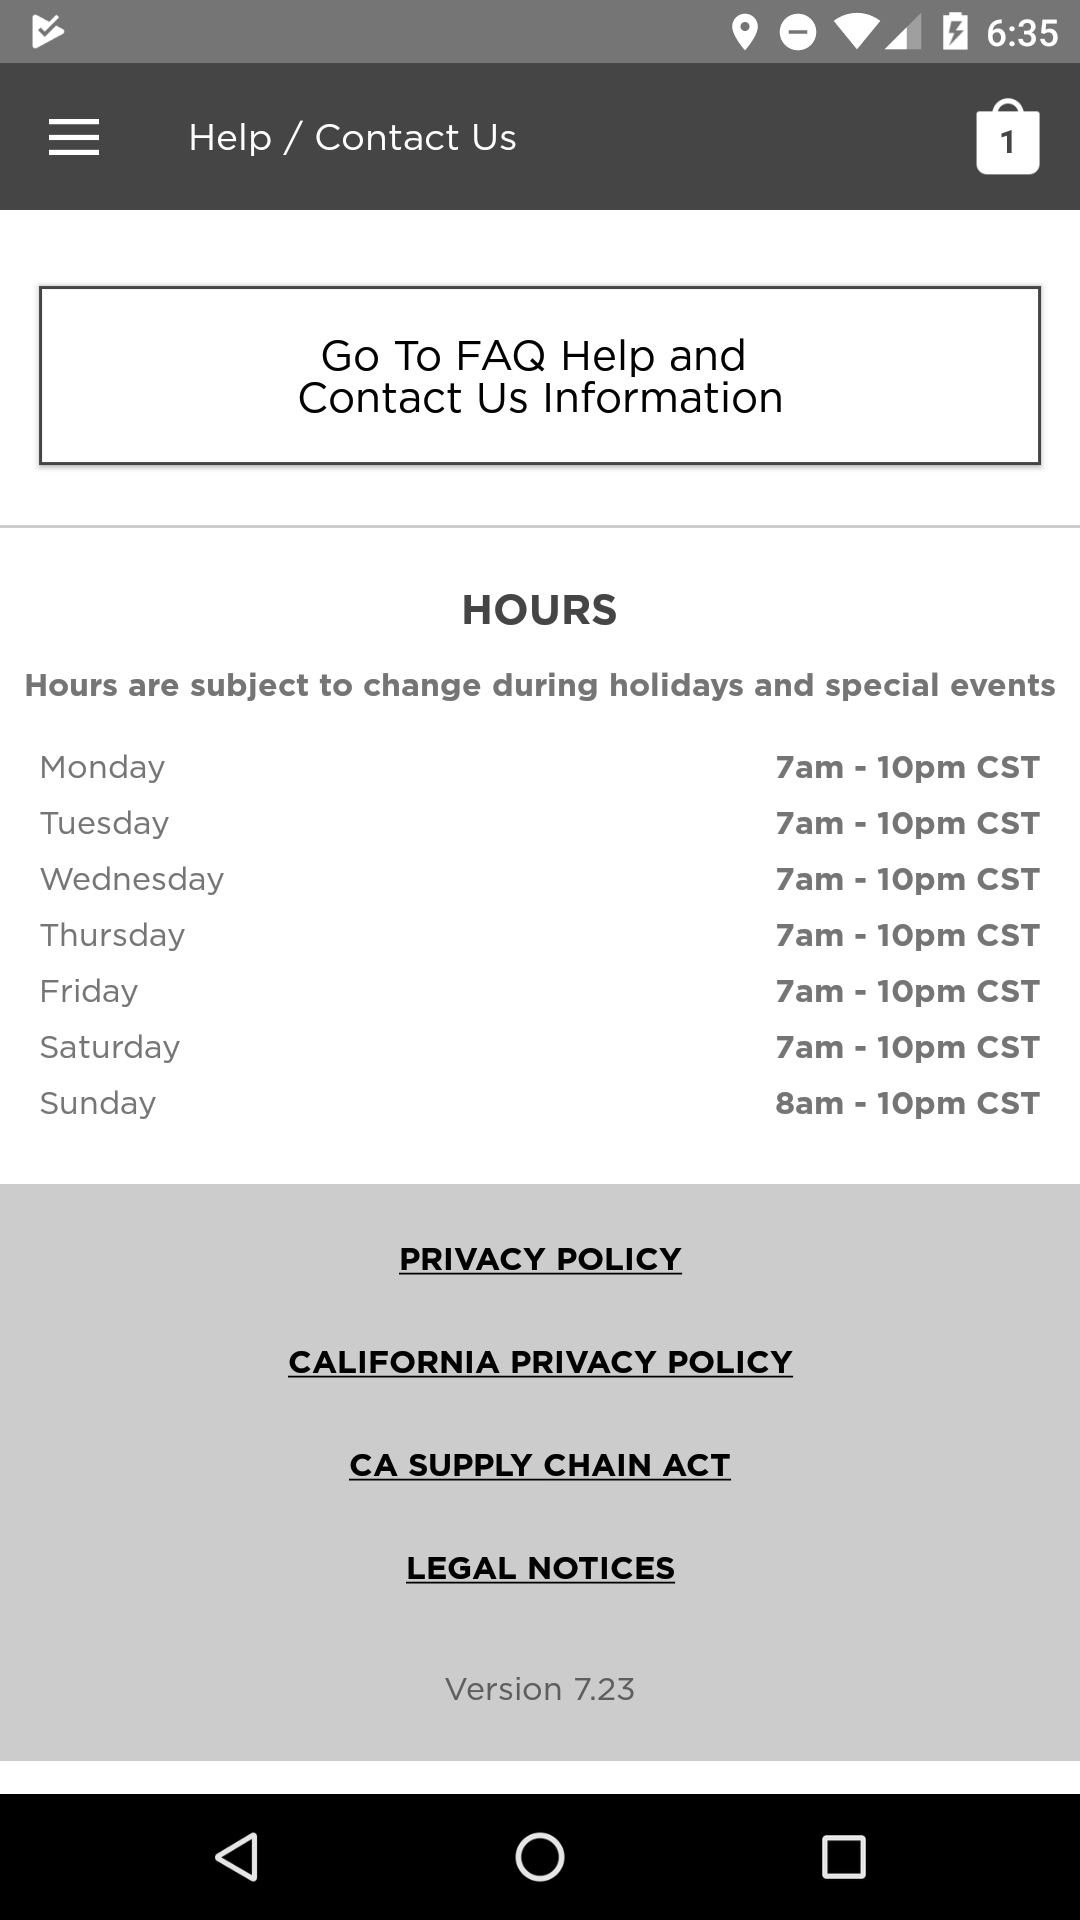 6:35
Help / Contact Us
1
Go To FAQ Help and
Contact Us Information
HOURS
Hours are subject to change during holidays and special events
Monday 7am - 10pm CST
Tuesday 7am - 10pm CST
Wednesday 7am - 10pm CST
Thursday 7am - 10pm CST
Friday 7am - 10pm CST
Saturday 7am - 10pm CST
Sunday 8am - 10pm CST
PRIVACY POLICY
CALIFORNIA PRIVACY POLICY
CA SUPPLY CHAIN ACT
LEGAL NOTICES
Version 7.23